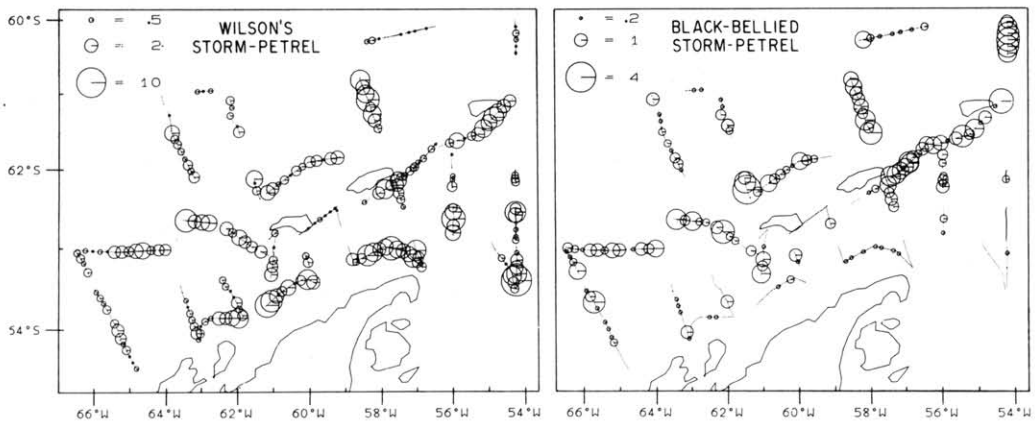 60°S
62°S
54°S
WILSON'S
STORM-PETREL
= .5
= 2
= 10
66°W 64°W 62°W 60°W 58°W 56°W 54°W
BLACK-BELLIED
STORM-PETREL
= .2
= 1
= 4
66°W 64°W 62°W 60°W 58°W 56°W 54°W